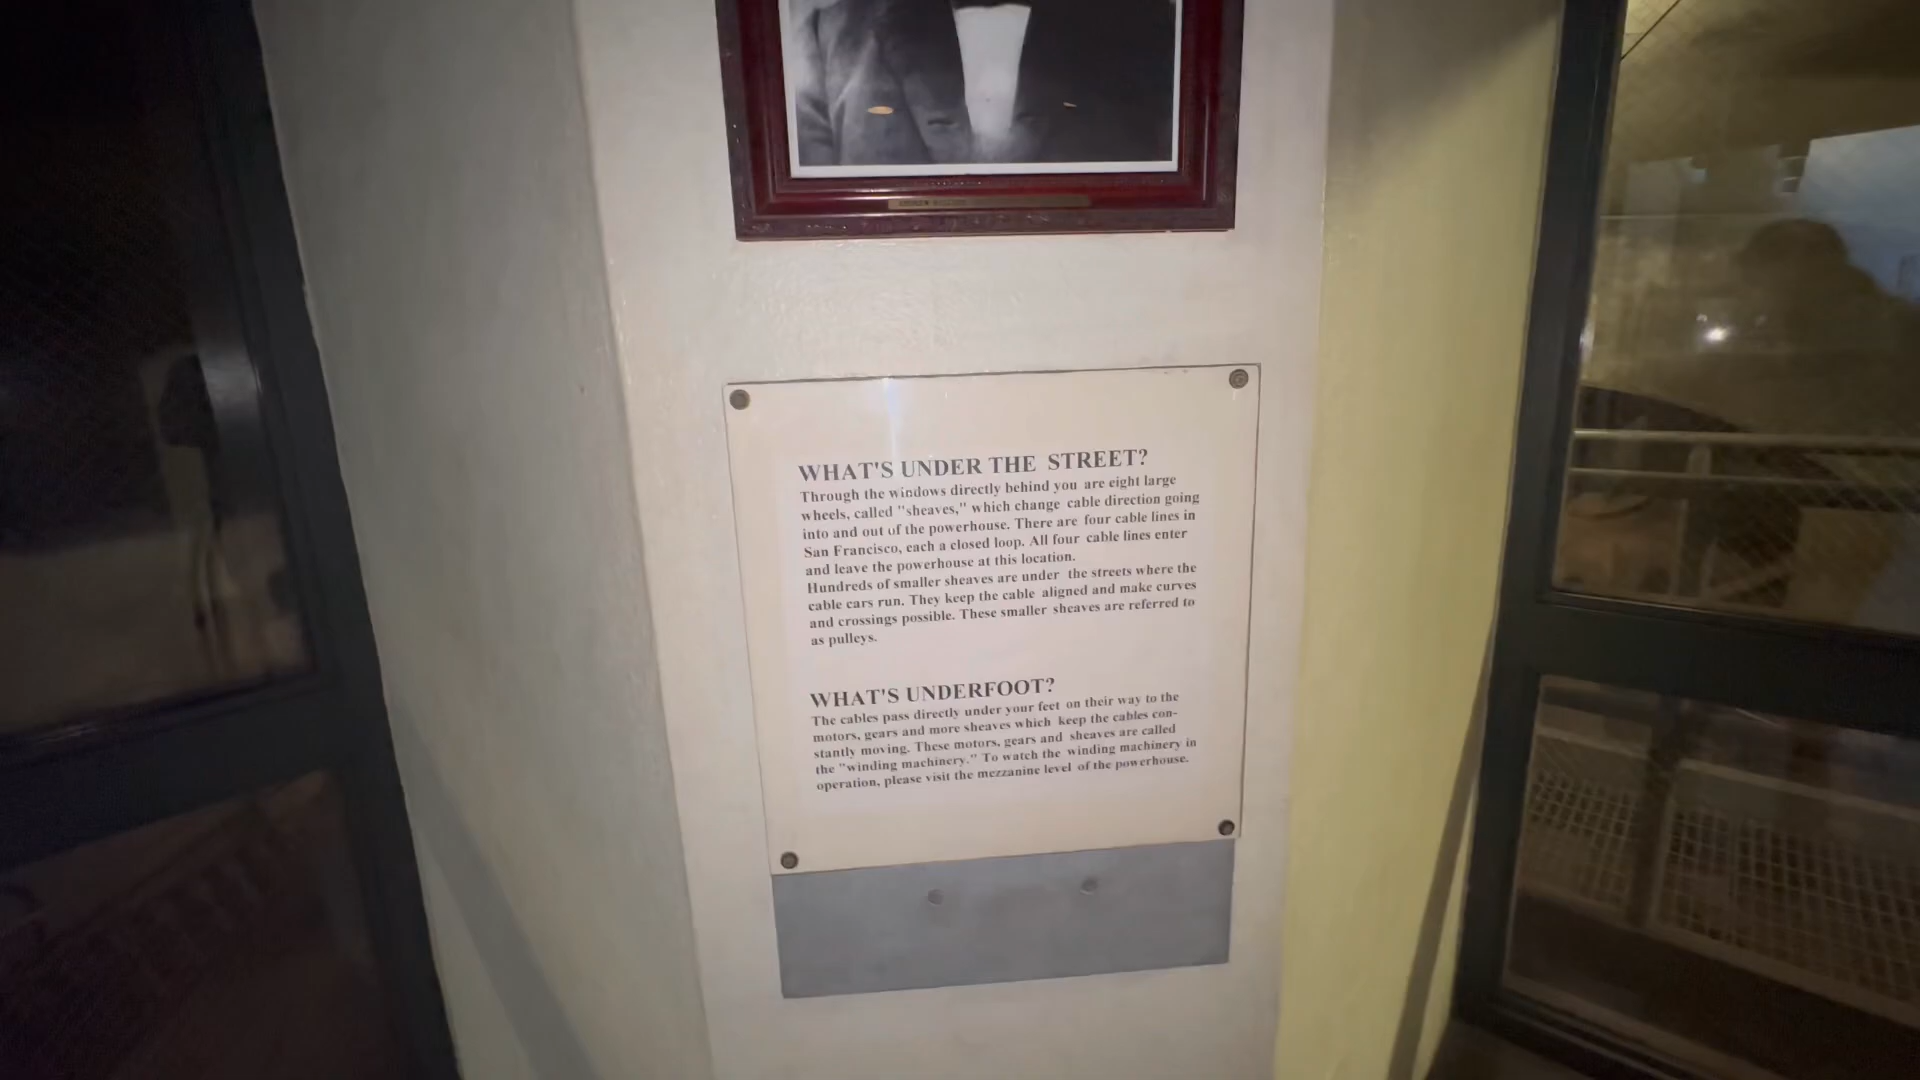 WHAT'S UNDER THE STREET?
Through the windows directly behind you are eight large
wheels, called "sheaves," which change cable direction going
into and out of the powerhouse. There are four cable lines in
San Francisco, each a closed loop. All four cable lines enter
and leave the powerhouse at this location.
Hundreds of smaller sheaves are under the streets where the
cable cars run. They keep the cable aligned and make curves
and crossings possible. These smaller sheaves are referred to
as pulleys.
WHAT'S UNDERFOOT?
The cables pass directly under your feet on their way to the
motors, gears and more sheaves which keep the cables con-
stantly moving. These motors, gears and sheaves are called
the "winding machinery." To watch the winding machinery in
operation, please visit the mezzanine level of the powerhouse.